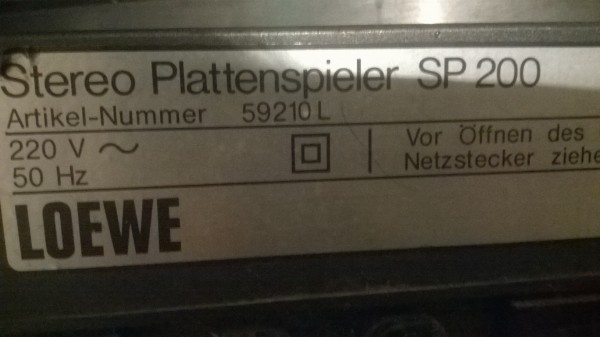 Stereo Plattenspieler SP 200
Artikel-Nummer 59210 L
220 V ~
50 Hz
Vor Öffnen des
Netzstecker ziehe
LOEWE